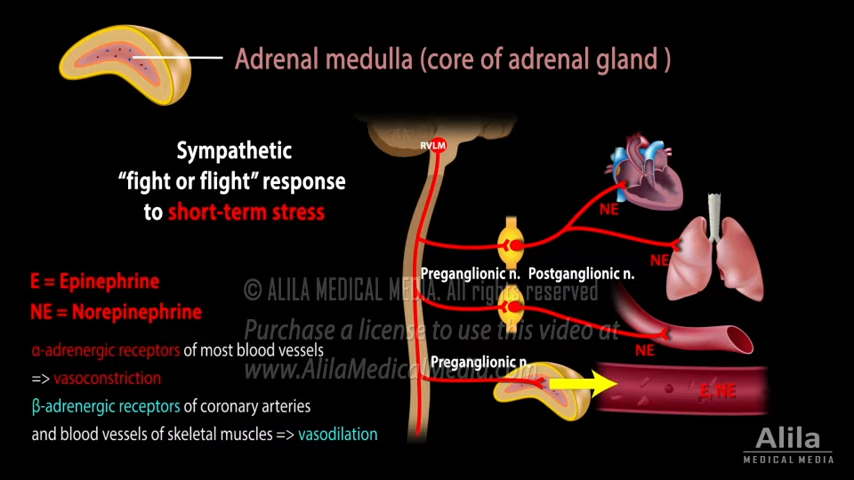 Adrenal medulla (core of adrenal gland )
Sympathetic
“fight or flight” response
to short-term stress
RVLM
NE
NE
Preganglionic n. Postganglionic n.
E = Epinephrine
NE = Norepinephrine
© ALILA MEDICAL MEDIA. All rights reserved
Purchase a license to use this video at
www.AlilaMedicalMedia.com
NE
α-adrenergic receptors of most blood vessels
=> vasoconstriction
Preganglionic n.
E, NE
β-adrenergic receptors of coronary arteries
and blood vessels of skeletal muscles => vasodilation
Alila
MEDICAL MEDIA